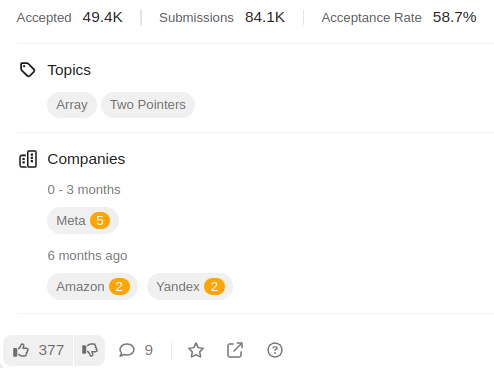 Accepted 49.4K Submissions 84.1K Acceptance Rate 58.7%
Topics
Array Two Pointers
Companies
0 - 3 months
Meta 5
6 months ago
Amazon 2 Yandex 2
377 9